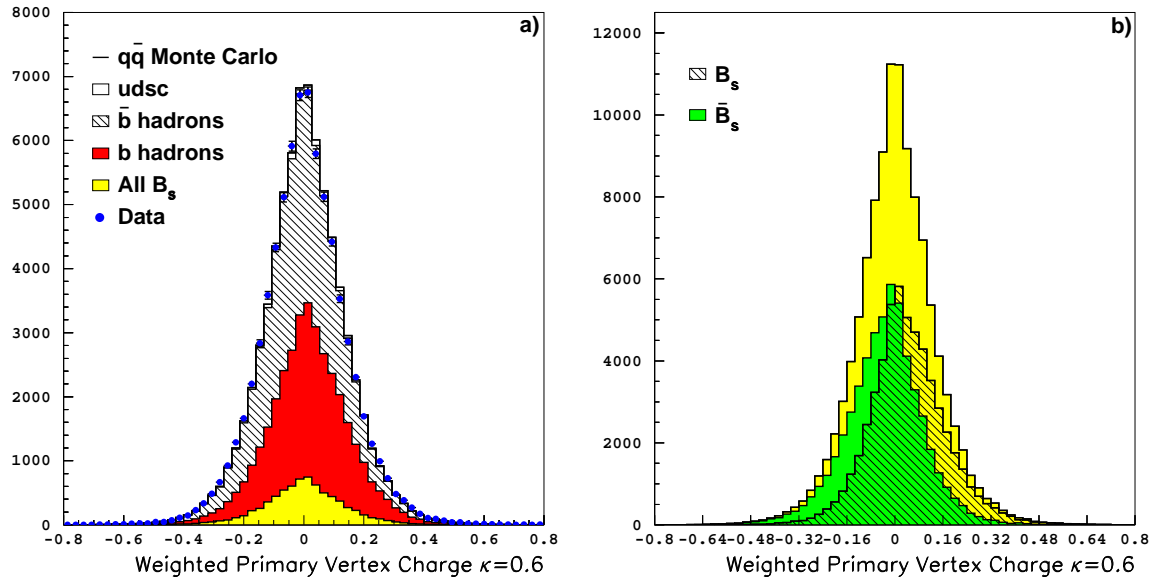 a)
8000
7000
6000
5000
4000
3000
2000
1000
0
qq̄ Monte Carlo
udsc
b̄ hadrons
b hadrons
All Bₛ
Data
-0.8 -0.6 -0.4 -0.2 0 0.2 0.4 0.6 0.8
Weighted Primary Vertex Charge κ=0.6
b)
12000
10000
8000
6000
4000
2000
0
Bₛ
B̄ₛ
-0.8 -0.64 -0.48 -0.32 -0.16 0 0.16 0.32 0.48 0.64 0.8
Weighted Primary Vertex Charge κ=0.6